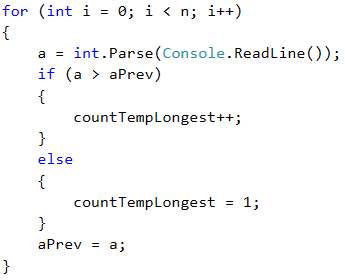 for (int i = 0; i < n; i++)
{
    a = int.Parse(Console.ReadLine());
    if (a > aPrev)
    {
        countTempLongest++;
    }
    else
    {
        countTempLongest = 1;
    }
    aPrev = a;
}